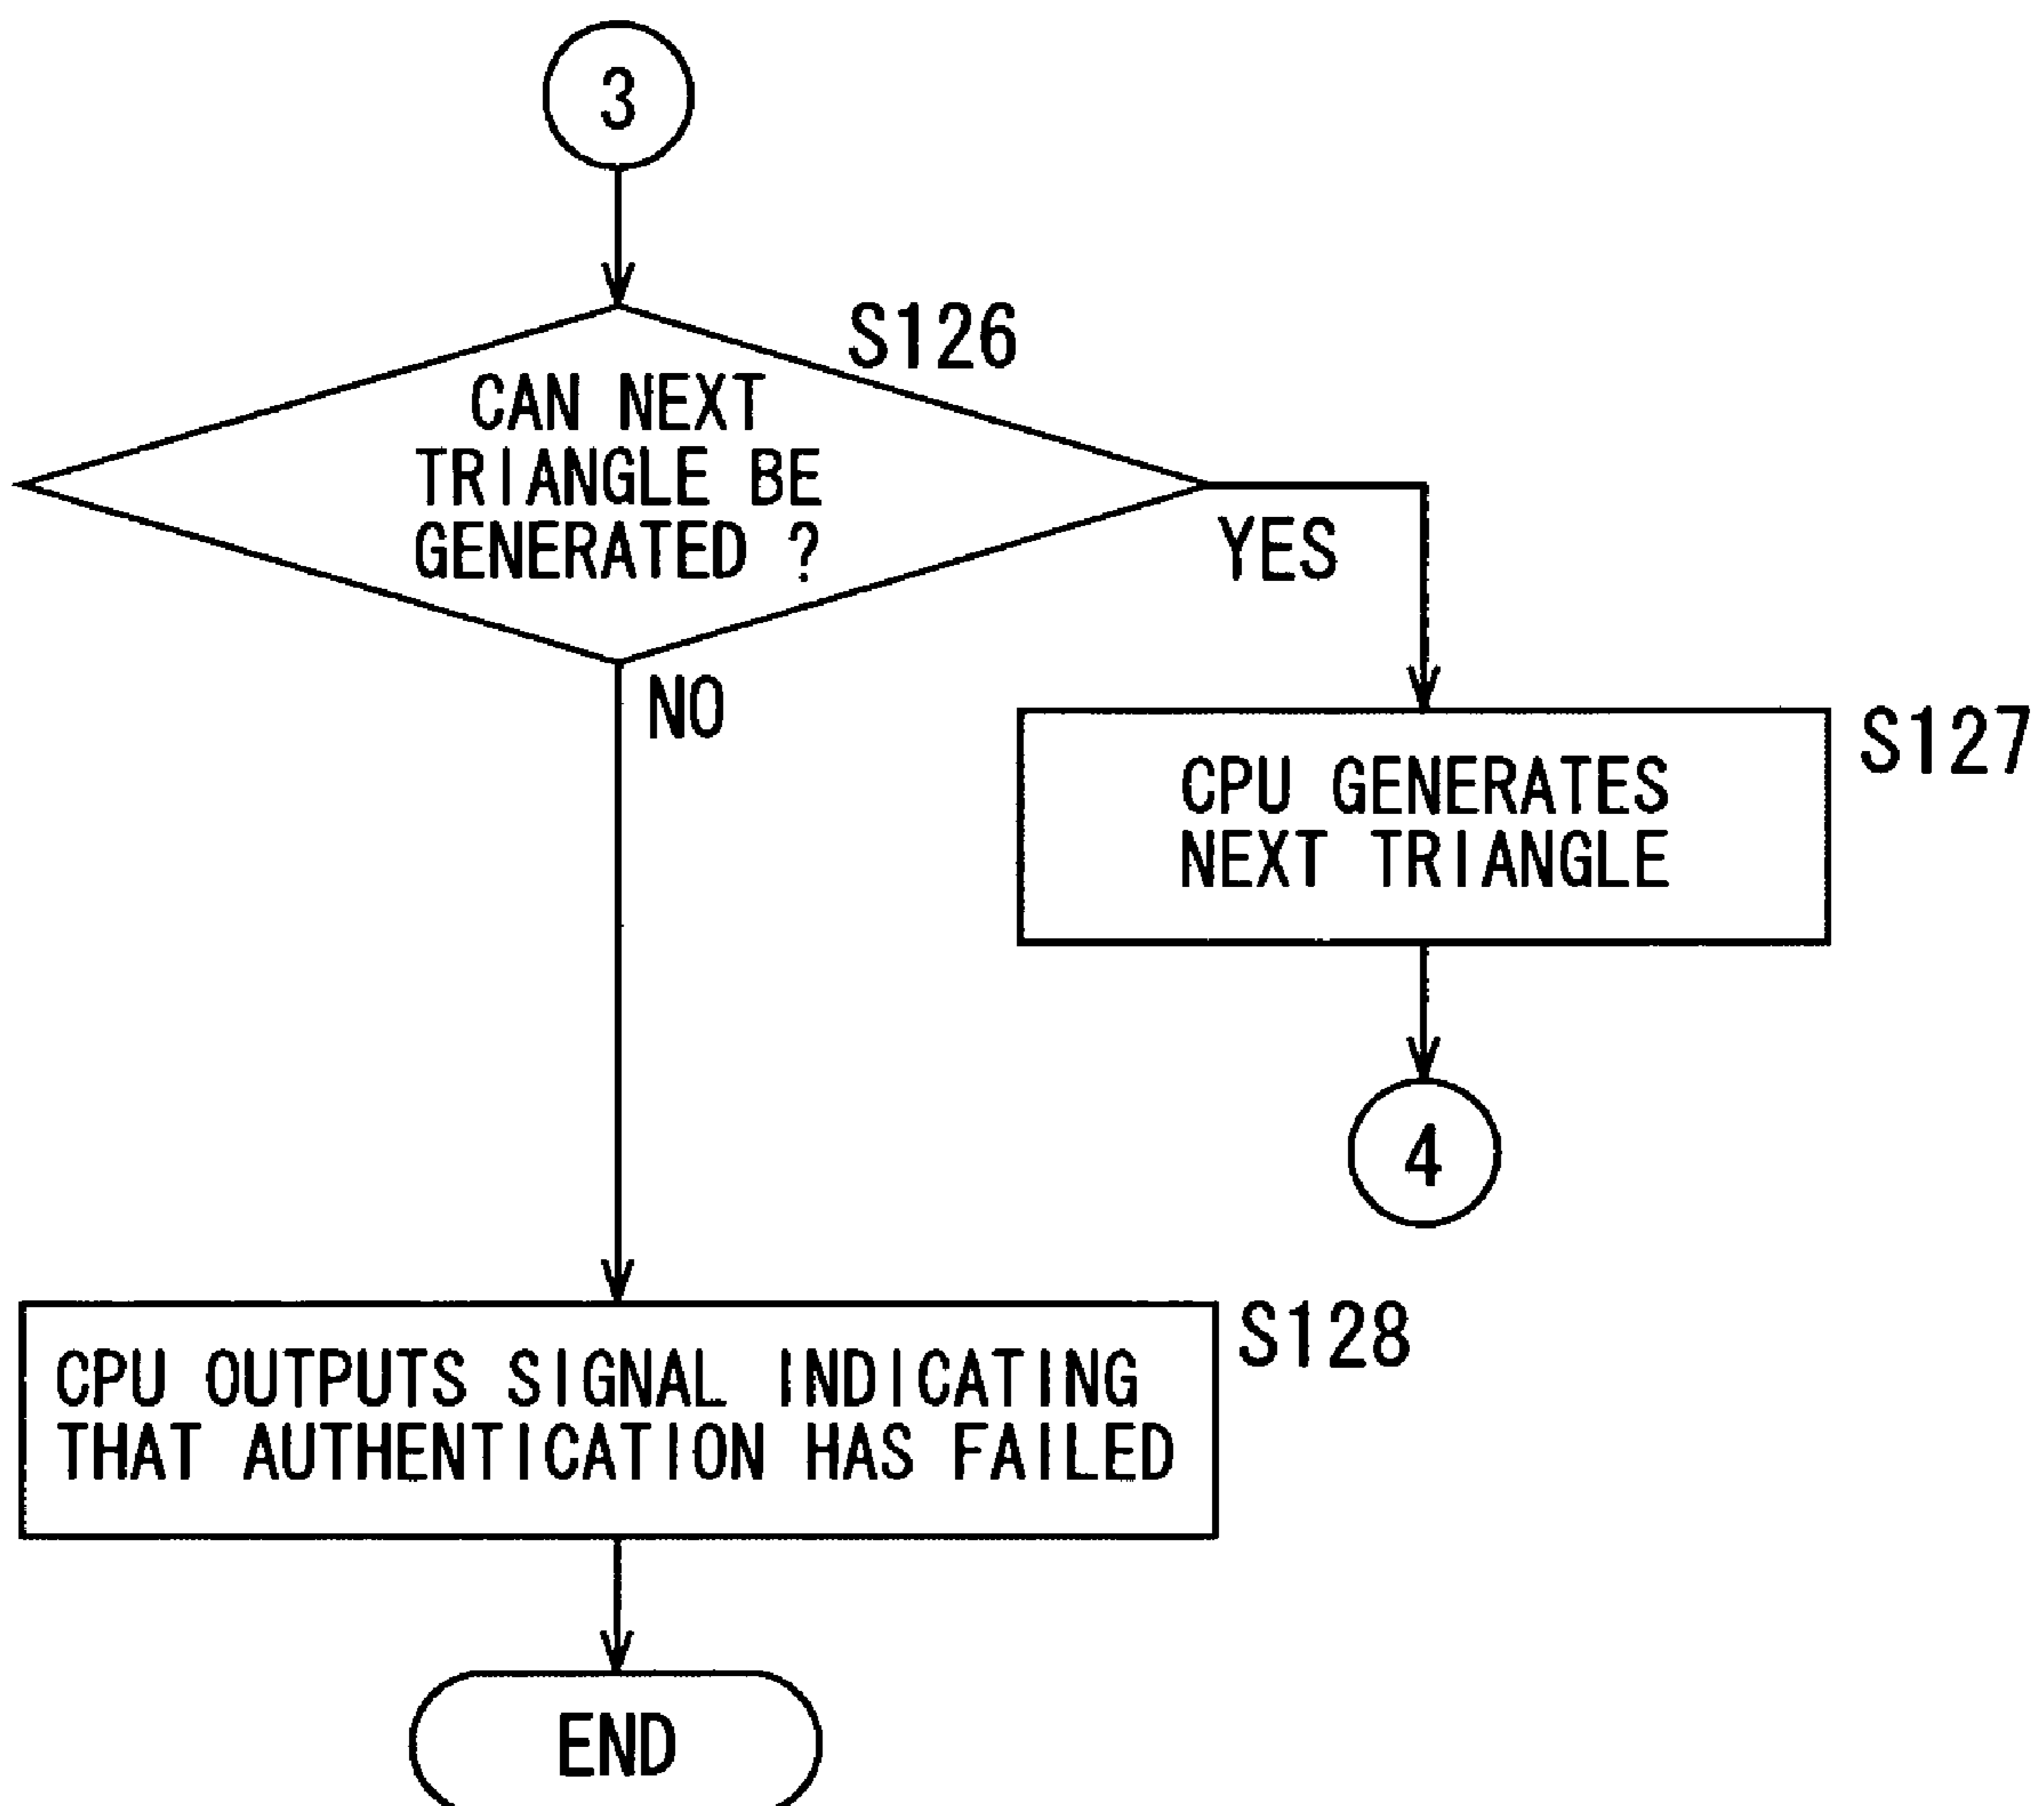 3
S126
CAN NEXT
TRIANGLE BE
GENERATED ?
YES
NO
S127
CPU GENERATES
NEXT TRIANGLE
4
S128
CPU OUTPUTS SIGNAL INDICATING
THAT AUTHENTICATION HAS FAILED
END